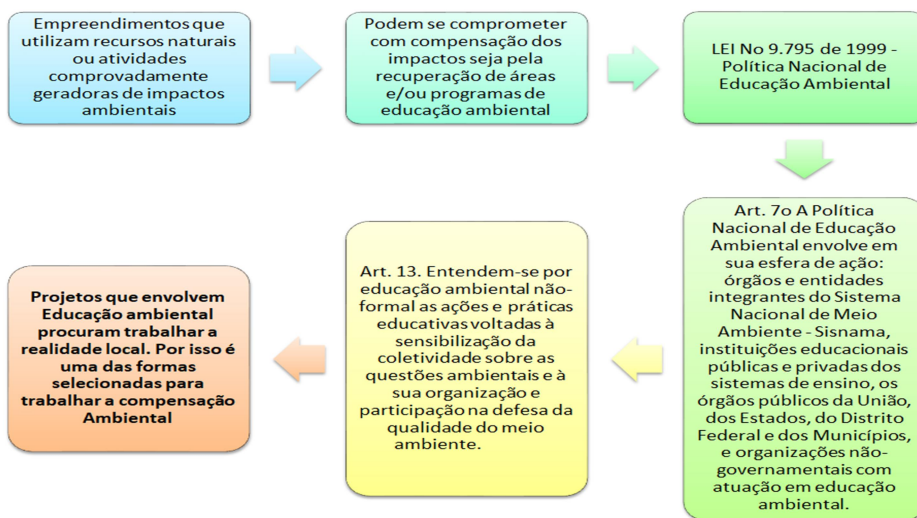 Empreendimentos que
utilizam recursos naturais
ou atividades
comprovadamente
geradoras de impactos
ambientais
Podem se comprometer
com compensação dos
impactos seja pela
recuperação de áreas
e/ou programas de
educação ambiental
LEI No 9.795 de 1999 -
Política Nacional de
Educação Ambiental
Art. 7o A Política
Nacional de Educação
Ambiental envolve em
sua esfera de ação:
órgãos e entidades
integrantes do Sistema
Nacional de Meio
Ambiente - Sisnama,
instituições educacionais
públicas e privadas dos
sistemas de ensino, os
órgãos públicos da União,
dos Estados, do Distrito
Federal e dos Municípios,
e organizações não-
governamentais com
atuação em educação
ambiental.
Art. 13. Entendem-se por
educação ambiental não-
formal as ações e práticas
educativas voltadas à
sensibilização da
coletividade sobre as
questões ambientais e à
sua organização e
participação na defesa da
qualidade do meio
ambiente.
Projetos que envolvem
Educação ambiental
procuram trabalhar a
realidade local. Por isso é
uma das formas
selecionadas para
trabalhar a compensação
Ambiental